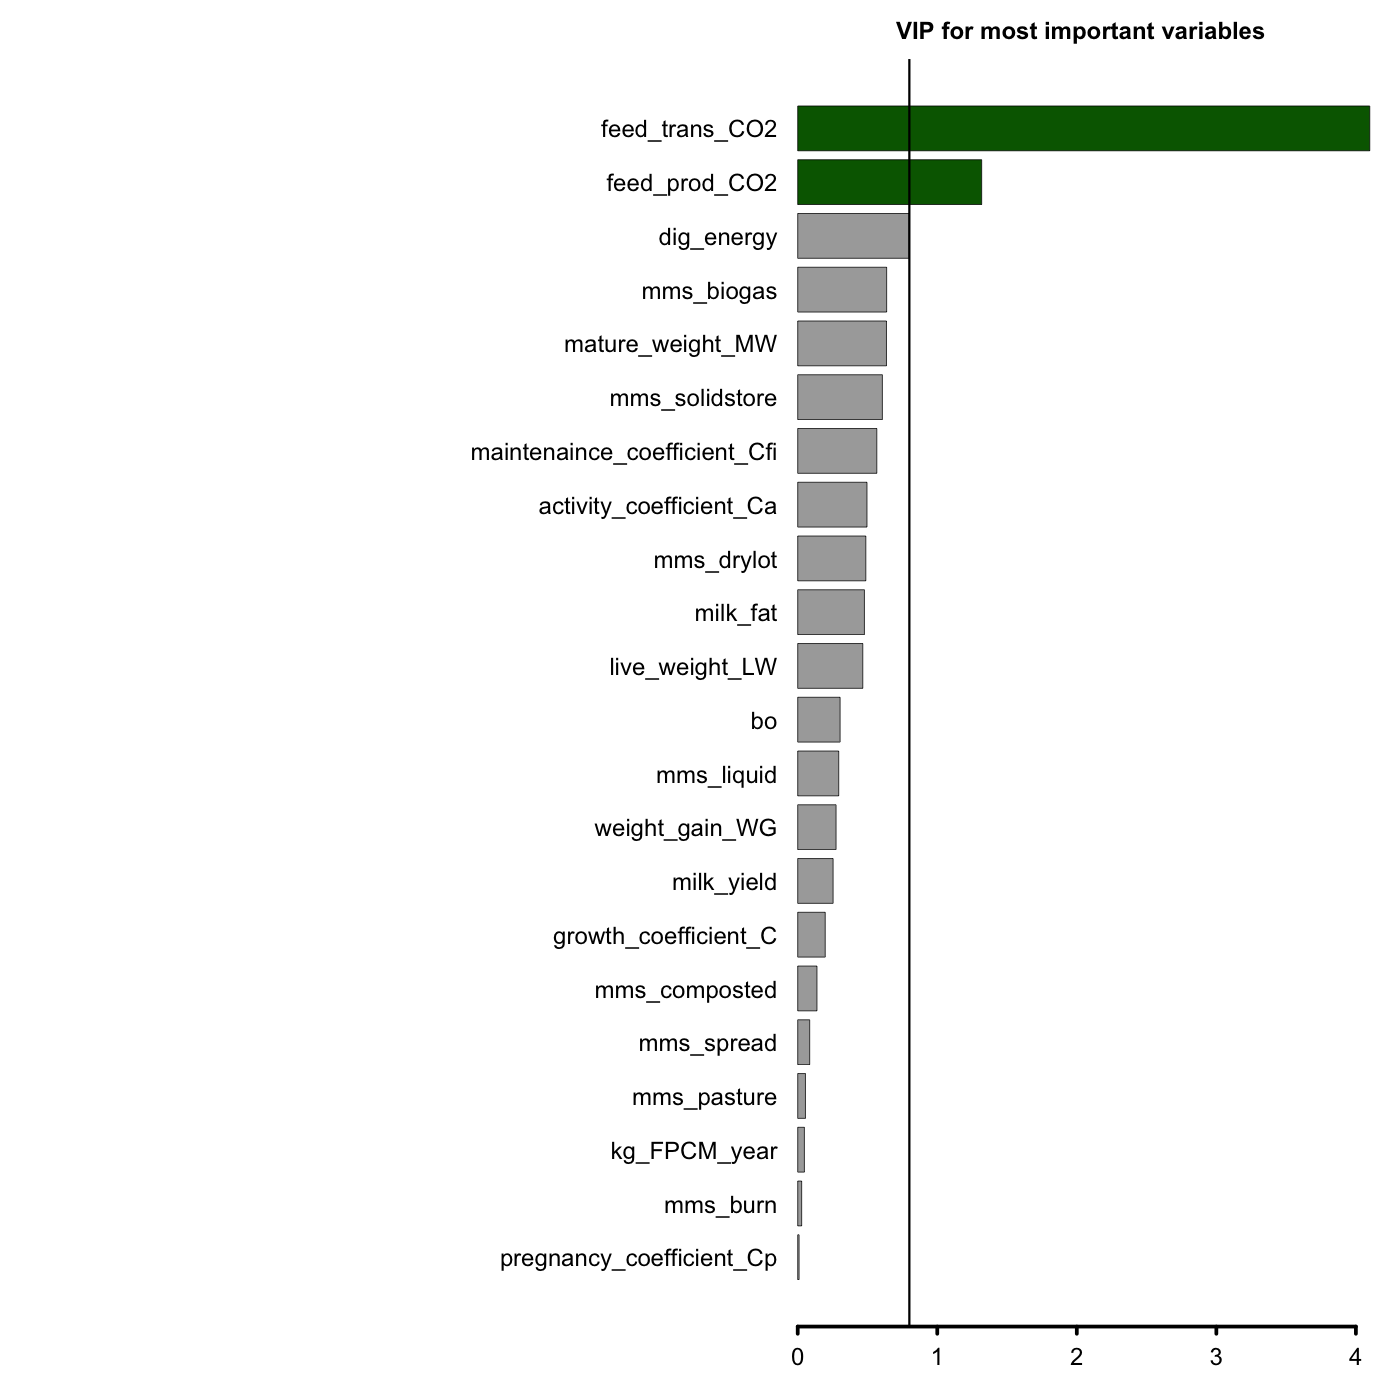 VIP for most important variables
feed_trans_CO2
feed_prod_CO2
dig_energy
mms_biogas
mature_weight_MW
mms_solidstore
maintenaince_coefficient_Cfi
activity_coefficient_Ca
mms_drylot
milk_fat
live_weight_LW
bo
mms_liquid
weight_gain_WG
milk_yield
growth_coefficient_C
mms_composted
mms_spread
mms_pasture
kg_FPCM_year
mms_burn
pregnancy_coefficient_Cp
0 1 2 3 4